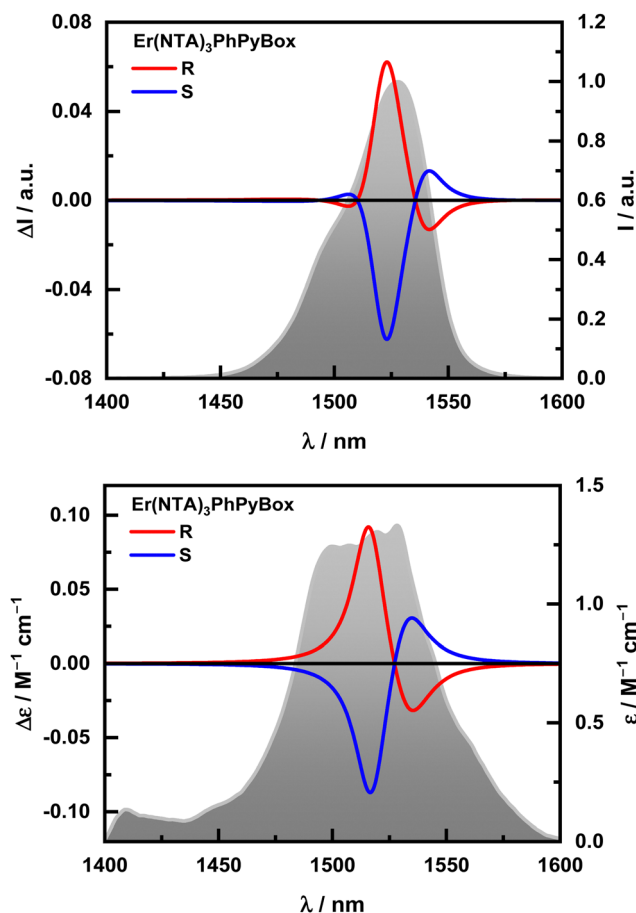 Er(NTA)₃PhPyBox
R
S
ΔI / a.u.
0.08
0.04
0.00
-0.04
-0.08
I / a.u.
1.2
1.0
0.8
0.6
0.4
0.2
0.0
1400 1450 1500 1550 1600
λ / nm
Er(NTA)₃PhPyBox
R
S
Δε / M⁻¹ cm⁻¹
0.10
0.05
0.00
-0.05
-0.10
ε / M⁻¹ cm⁻¹
1.5
1.0
0.5
0.0
1400 1450 1500 1550 1600
λ / nm